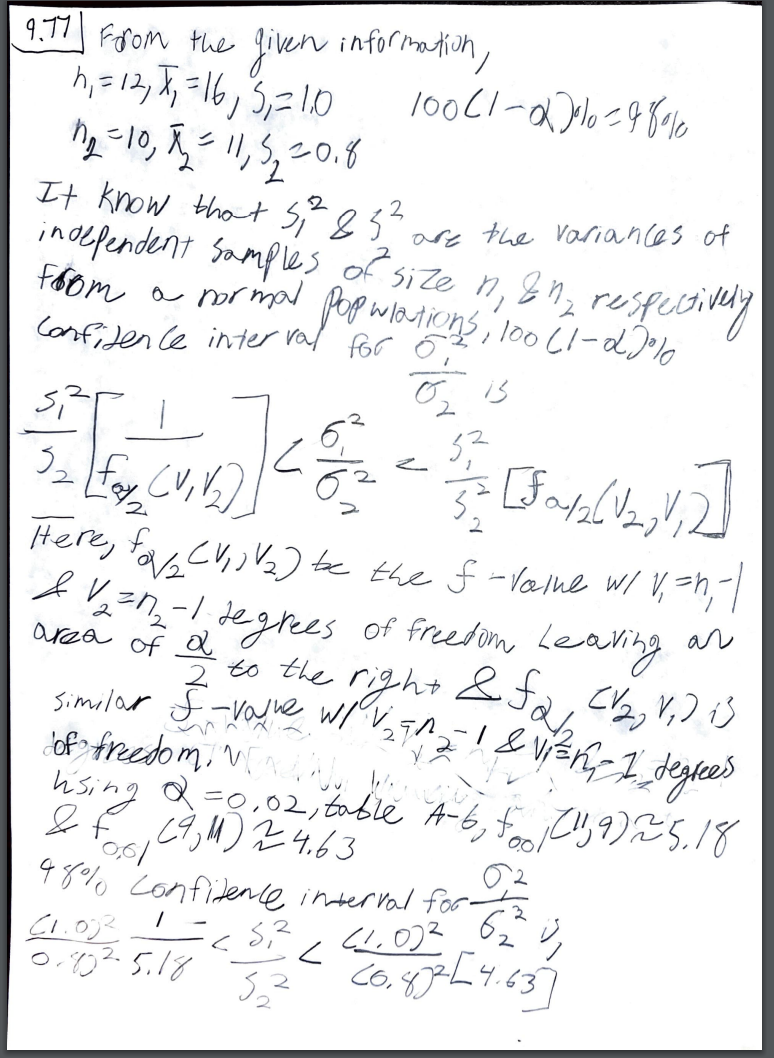 9.77 From the given information,
n₁=12, x̄₁=16, S₁=1.0 100(1-α)%=98%
n₂=10, x̄₂=11, S₂=0.8
It know that S₁² & S₂² are the variances of
independent samples of size n₁ & n₂ respectively
From a normal populations, 100(1-α)%
Confidence interval for σ₁²/σ₂ is
S₁²/S₂ [1/f_α/2 (V₁,V₂)] < σ₁²/σ₂² < S₁²/S₂² [f_α/2(V₂,V₁)]
Here, f_α/2 (V₁,V₂) be the f-value w/ V₁=n₁-1
& V₂=n₂-1 degrees of freedom Leaving an
area of α/2 to the right & f_α/2 (V₂,V₁) is
similar f-value w/ V₂=n₂-1 & V₁=n₁-1 degrees
of freedom.
Using α=0.02, table A-6, f₀.₀₁(11,9)≈5.18
& f₀.₀₁(9,11)≈4.63
98% Confidence interval for σ₁²/σ₂² is,
(1.0)²/0.8)² 1/5.18 < S₁²/S₂² < (1.0)²/(0.8)² [4.63]